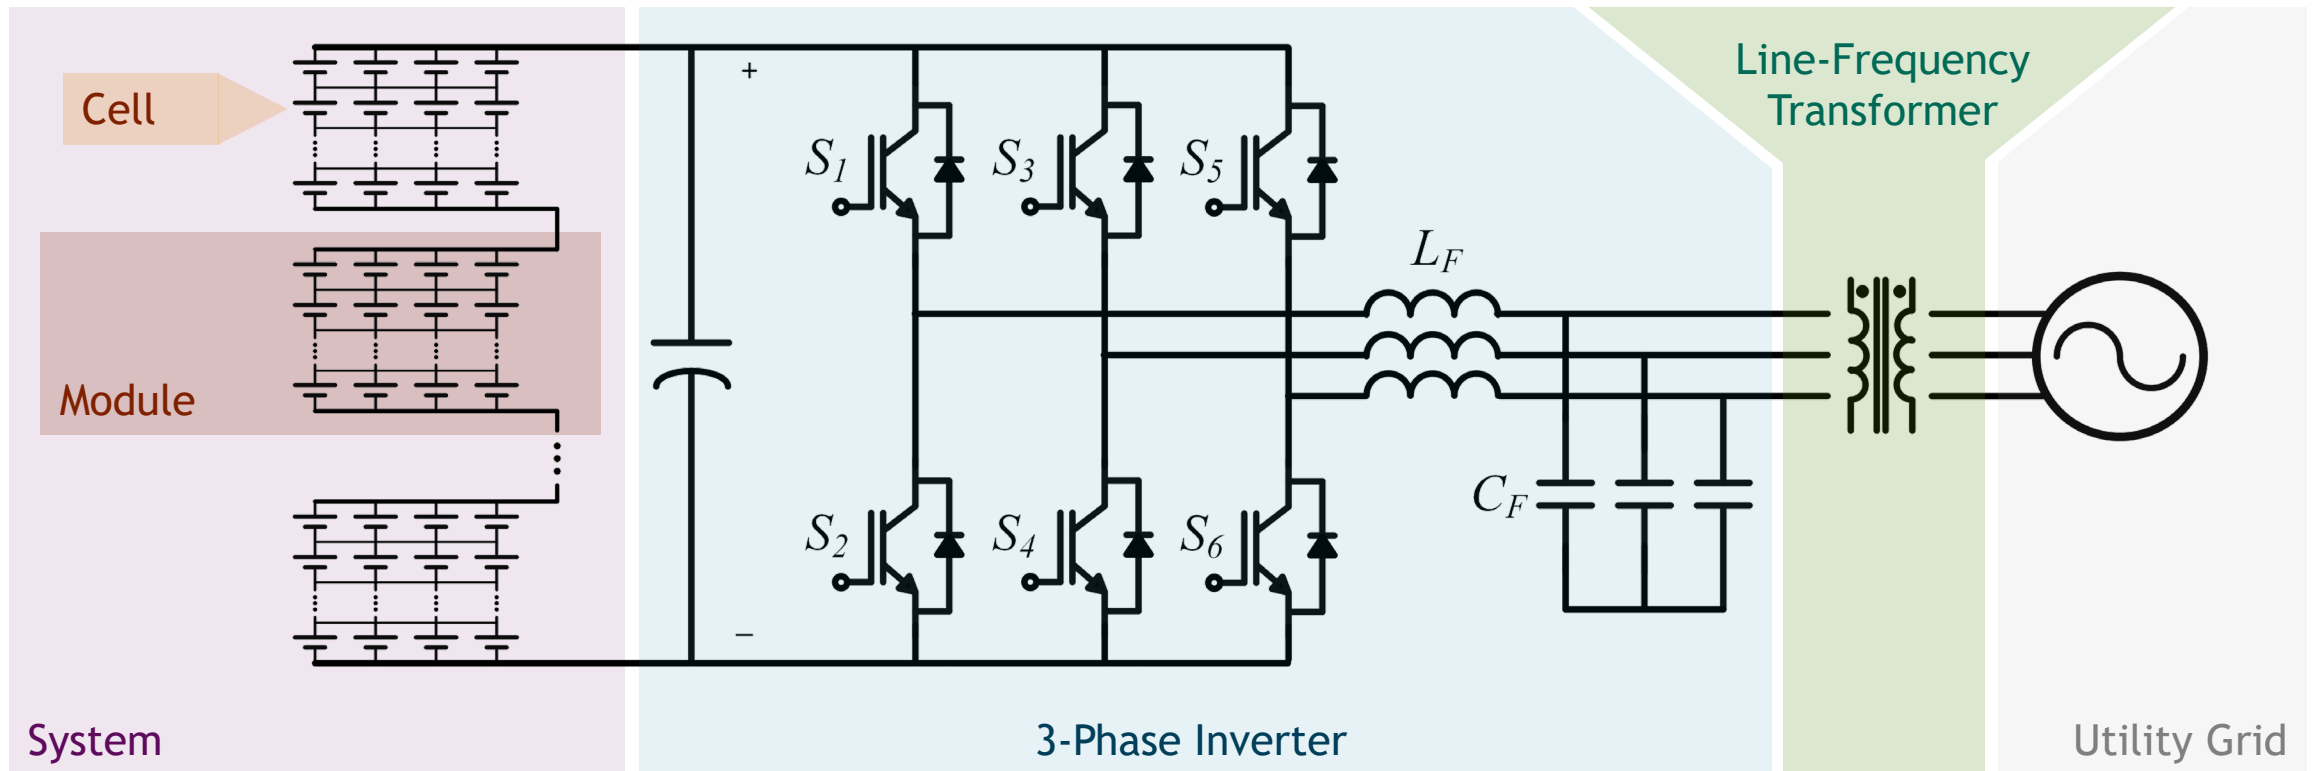 Line-Frequency
Transformer
+
Cell
S1
S3
S5
LF
Module
CF
S2
S4
S6
−
System
3-Phase Inverter
Utility Grid